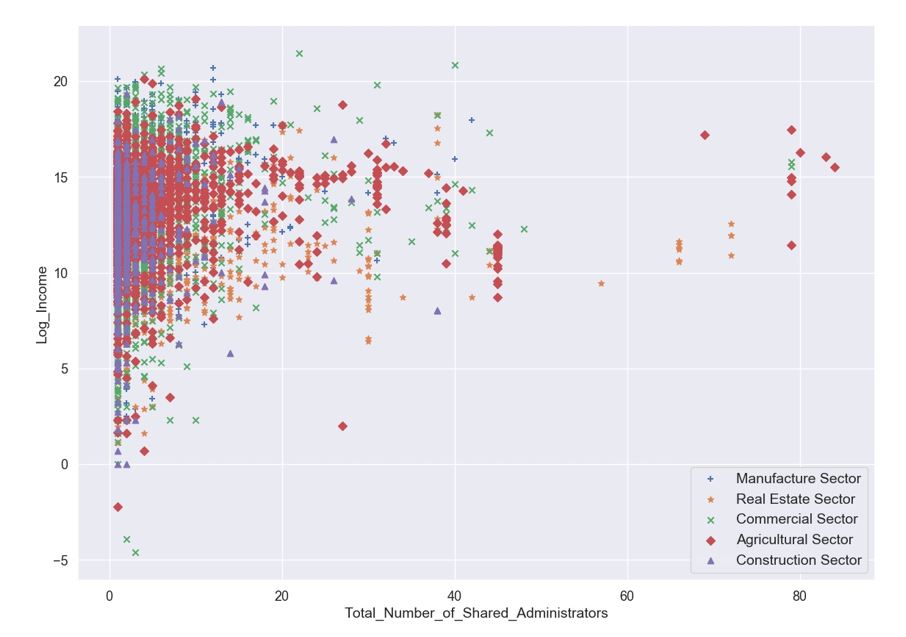 20
15
10
5
0
−5
Log_Income
0
20
40
60
80
Total_Number_of_Shared_Administrators
Manufacture Sector
Real Estate Sector
Commercial Sector
Agricultural Sector
Construction Sector